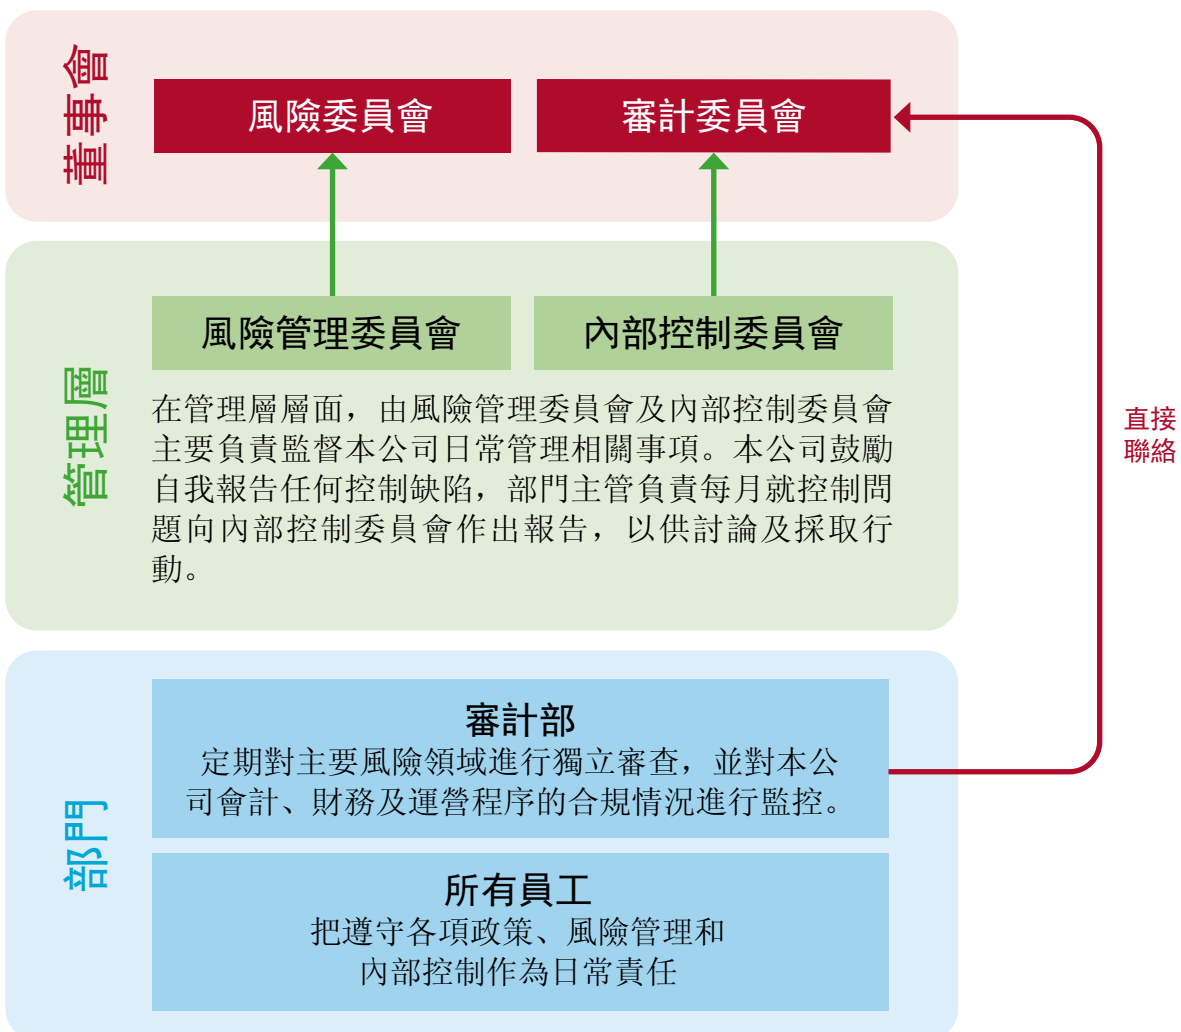 董事會
風險委員會
審計委員會
管理層
風險管理委員會
內部控制委員會
在管理層層面，由風險管理委員會及內部控制委員會
主要負責監督本公司日常管理相關事項。本公司鼓勵
自我報告任何控制缺陷，部門主管負責每月就控制問
題向內部控制委員會作出報告，以供討論及採取行
動。
直接
聯絡
部門
審計部
定期對主要風險領域進行獨立審查，並對本公
司會計、財務及運營程序的合規情況進行監控。
所有員工
把遵守各項政策、風險管理和
內部控制作為日常責任